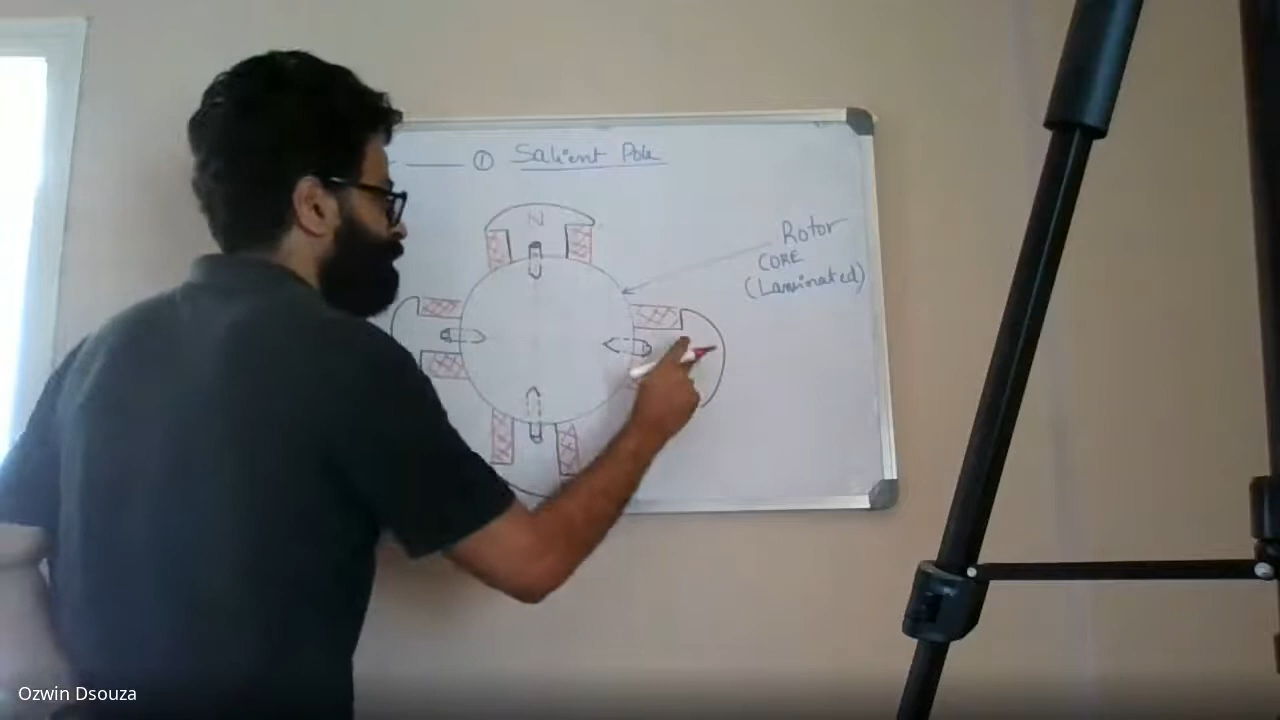 ① Salient Pole
N
Rotor
CORE
(Laminated)
Ozwin Dsouza